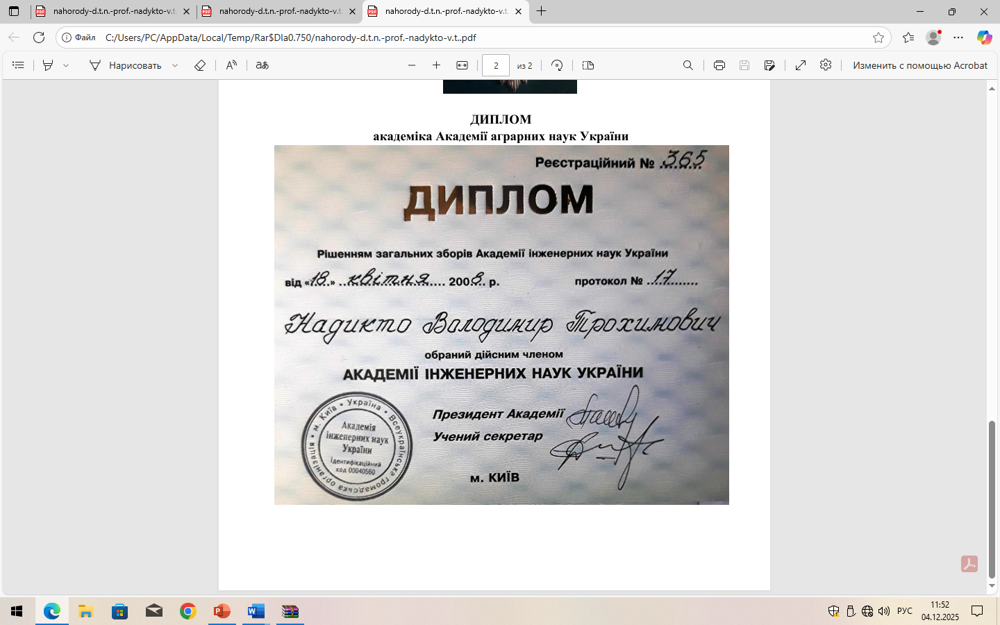 nahorody-d.t.n.-prof.-nadykto-v.t.
nahorody-d.t.n.-prof.-nadykto-v.t.
nahorody-d.t.n.-prof.-nadykto-v.t.
Файл
C:/Users/PC/AppData/Local/Temp/Rar$DIa0.750/nahorody-d.t.n.-prof.-nadykto-v.t..pdf
Нарисовать
аあ
2 из 2
Изменить с помощью Acrobat
ДИПЛОМ
академіка Академії аграрних наук України
Реєстраційний № 365
ДИПЛОМ
Рішенням загальних зборів Академії інженерних наук України
від «18» квітня 2008 р. протокол № 17
Надикто Володимир Трохимович
обраний дійсним членом
АКАДЕМІЇ ІНЖЕНЕРНИХ НАУК УКРАЇНИ
Президент Академії
Учений секретар
м. КИЇВ
м. Київ • Україна • Всеукраїнська громадська організація •
Академія
інженерних наук
України
Ідентифікаційний
код 00040560
РУС
11:52
04.12.2025